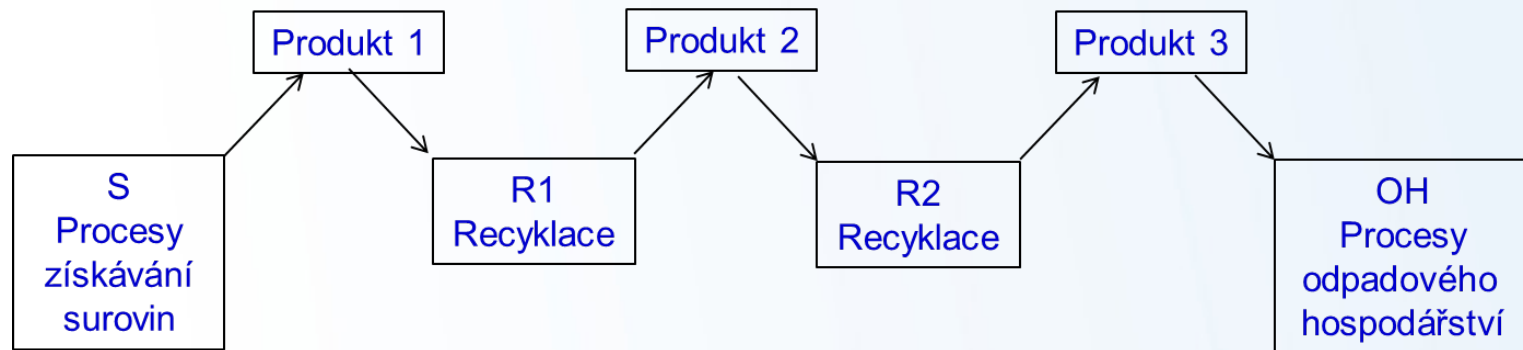 Produkt 1
Produkt 2
Produkt 3
S
Procesy
získávání
surovin
R1
Recyklace
R2
Recyklace
OH
Procesy
odpadového
hospodářství